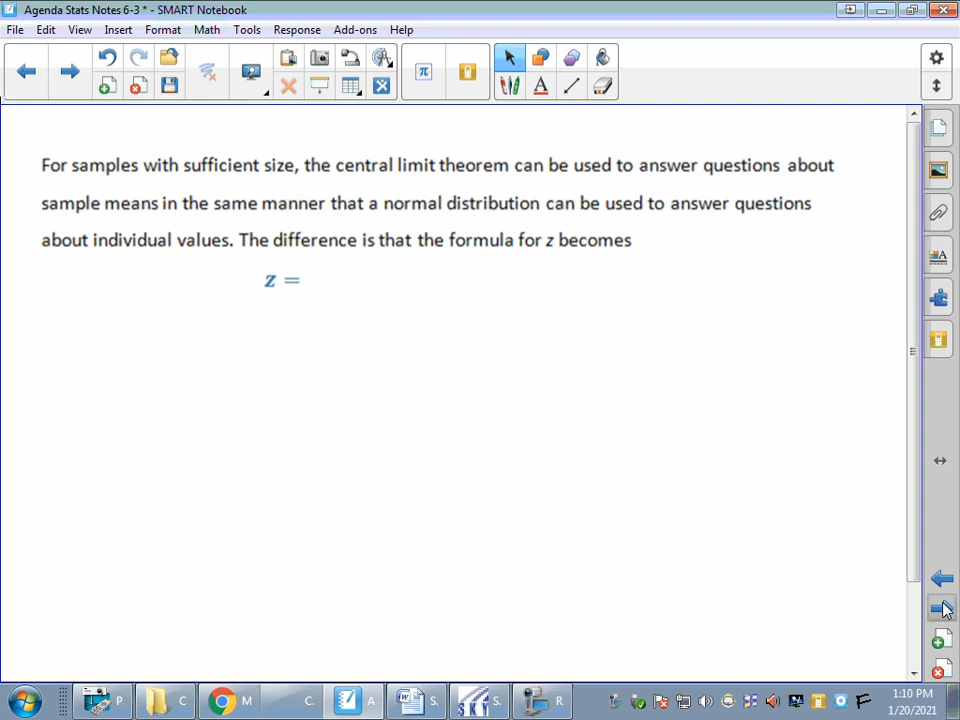 Agenda Stats Notes 6-3 * - SMART Notebook
File Edit View Insert Format Math Tools Response Add-ons Help
π
A
For samples with sufficient size, the central limit theorem can be used to answer questions about
sample means in the same manner that a normal distribution can be used to answer questions
about individual values. The difference is that the formula for z becomes
z =
P C M C. A S. S. R
1:10 PM
1/20/2021